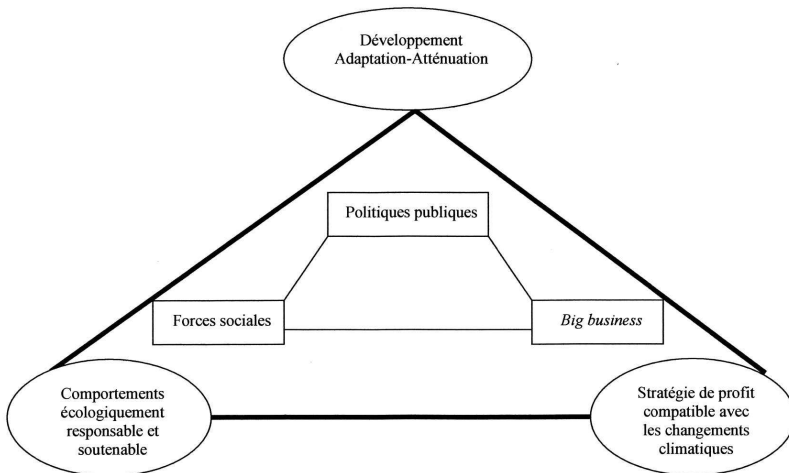 Développement
Adaptation-Atténuation
Politiques publiques
Forces sociales
Big business
Comportements
écologiquement
responsable et
soutenable
Stratégie de profit
compatible avec
les changements
climatiques